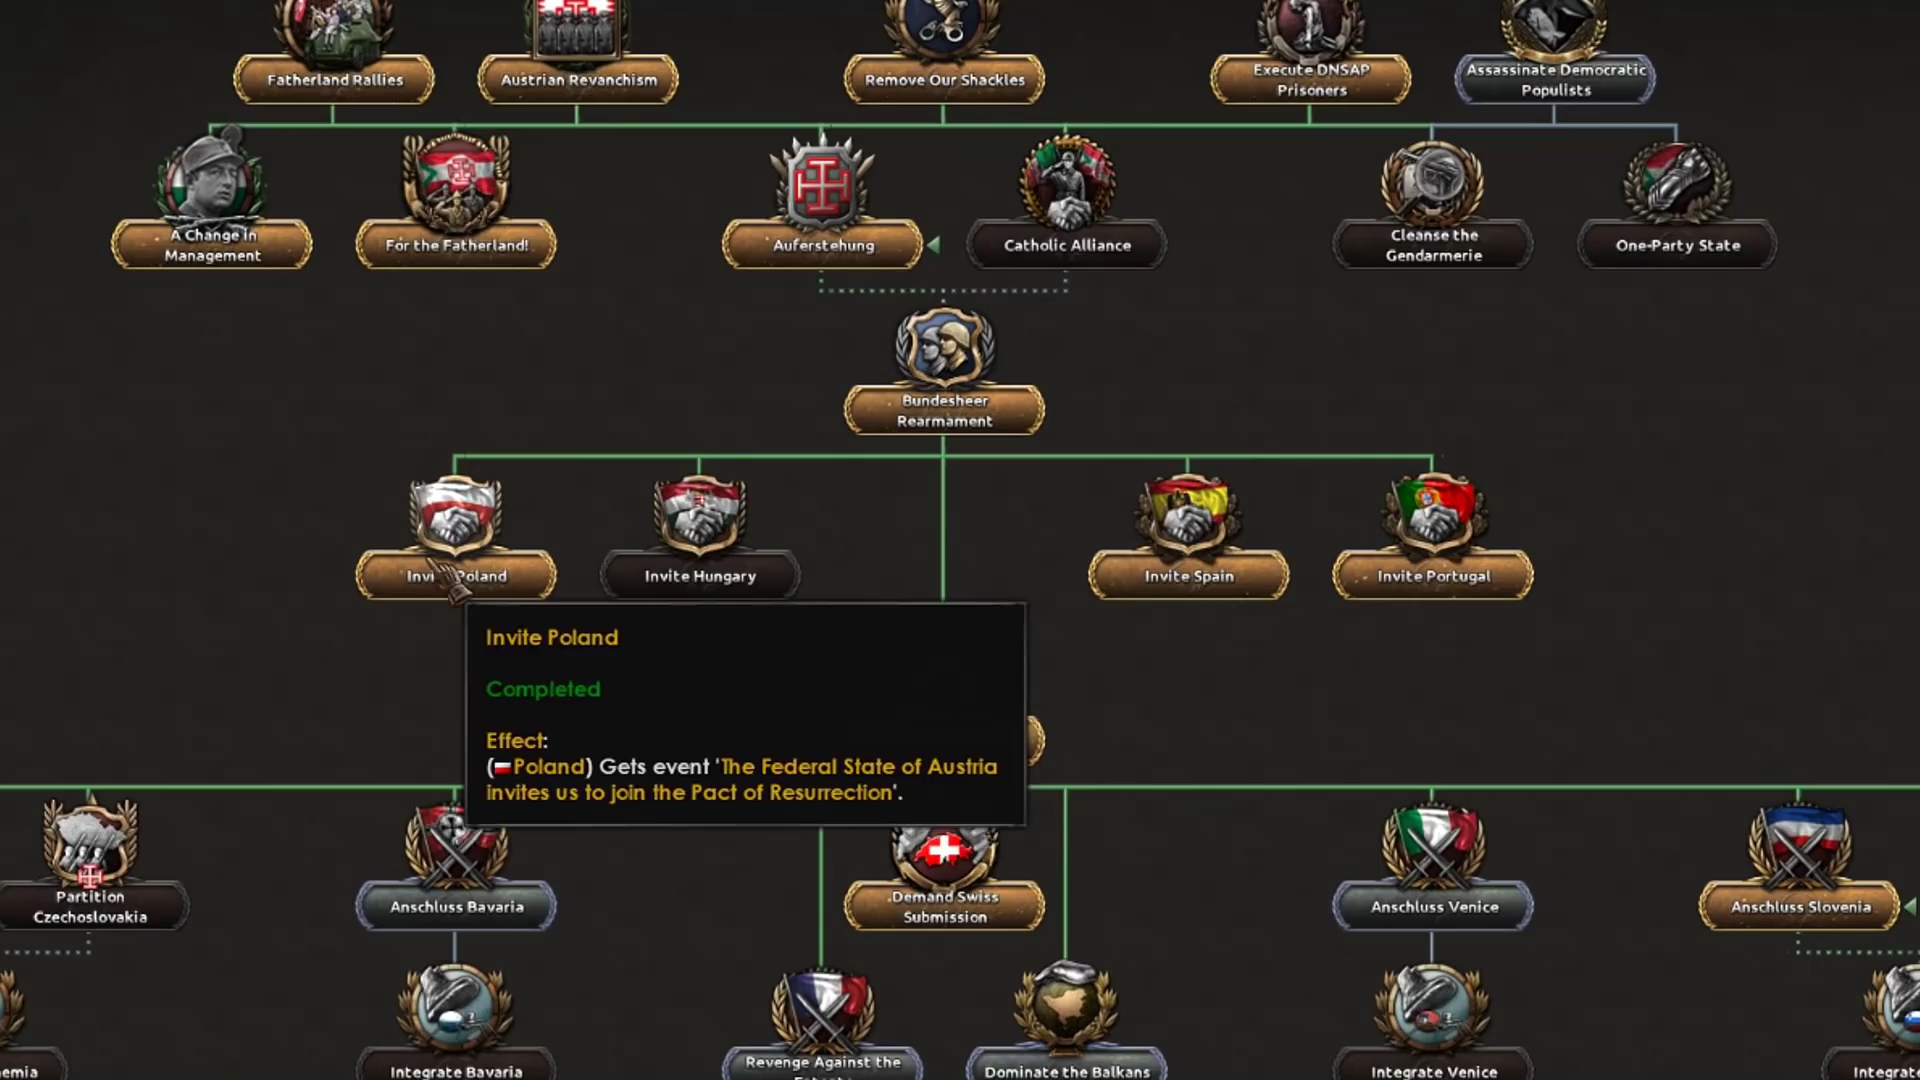 Fatherland Rallies
Austrian Revanchism
Remove Our Shackles
Execute DNSAP
Prisoners
Assassinate Democratic
Populists
A Change in
Management
For the Fatherland!
Auferstehung
Catholic Alliance
Cleanse the
Gendarmerie
One-Party State
Bundesheer
Rearmament
Poland
Invite Hungary
Invite Spain
Invite Portugal
Invite Poland
Completed
Effect:
(Poland) Gets event 'The Federal State of Austria
invites us to join the Pact of Resurrection'.
Partition
Czechoslovakia
Anschluss Bavaria
Demand Swiss
Submission
Anschluss Venice
Anschluss Slovenia
Integrate Bavaria
Revenge Against the
Dominate the Balkans
Integrate Venice